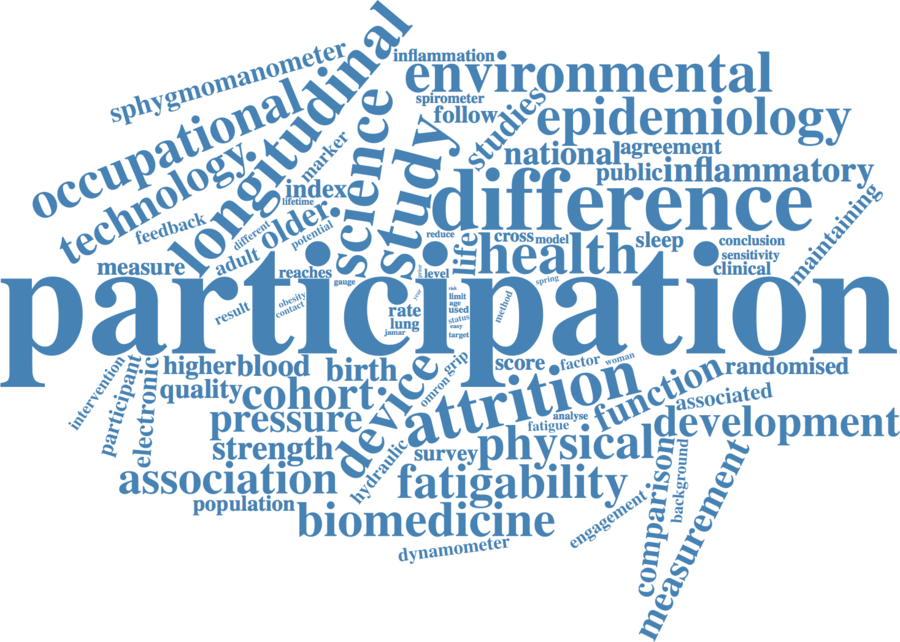 longitudinal
inflammation
sphygmomanometer
environmental
occupational
spirometer
follow
studies
epidemiology
science
technology
marker
study
national
agreement
public
inflammatory
index
lifetime
difference
maintaining
feedback
different
older
potential
reduce
life
cross
model
sleep
conclusion
health
sensitivity
measure
adult
reaches
level
clinical
gauge
spring
participation
result
obesity
contact
rate
lung
jamar
risk
limit
age
used
status
easy
target
method
intervention
participant
electronic
higher
blood
birth
omron
grip
score
factor
woman
randomised
quality
cohort
device
attrition
function
associated
pressure
analyse
development
fatigue
strength
hydraulic
survey
physical
association
fatigability
comparison
background
measurement
population
biomedicine
engagement
dynamometer